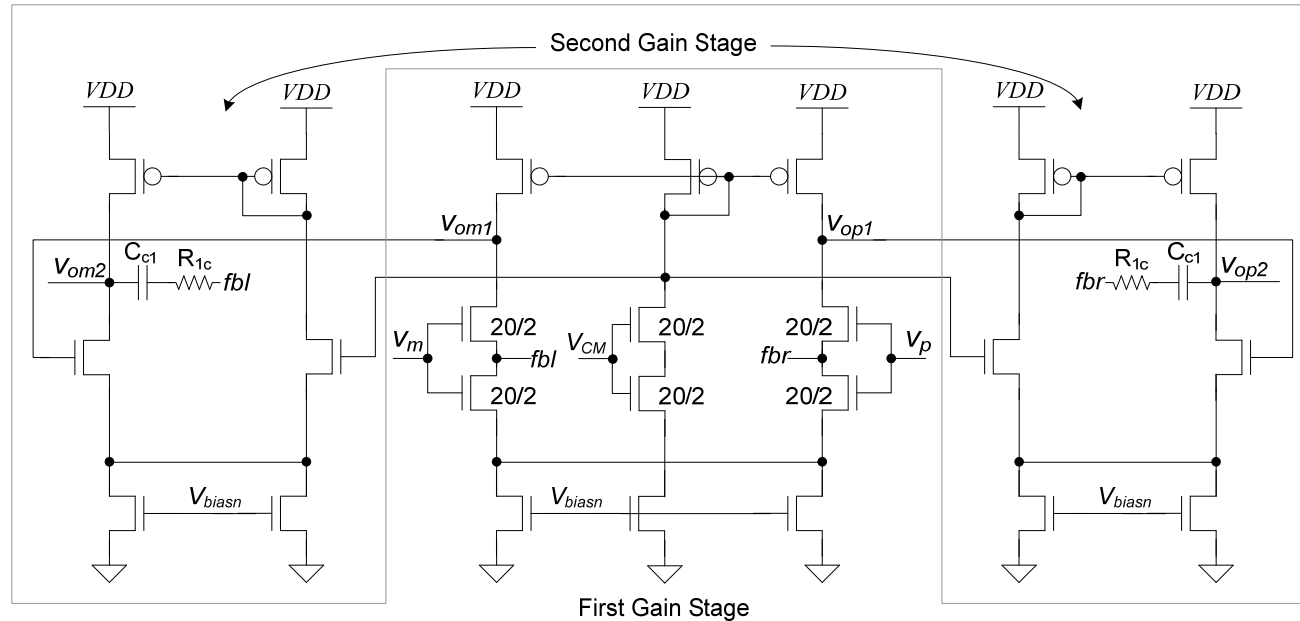 Second Gain Stage
VDD VDD VDD VDD VDD VDD VDD
vom1 vop1
vom2 Cc1 R1c fbl fbr R1c Cc1 vop2
20/2 20/2 20/2
vm fbl VCM fbr vp
20/2 20/2 20/2
Vbiasn Vbiasn Vbiasn
First Gain Stage